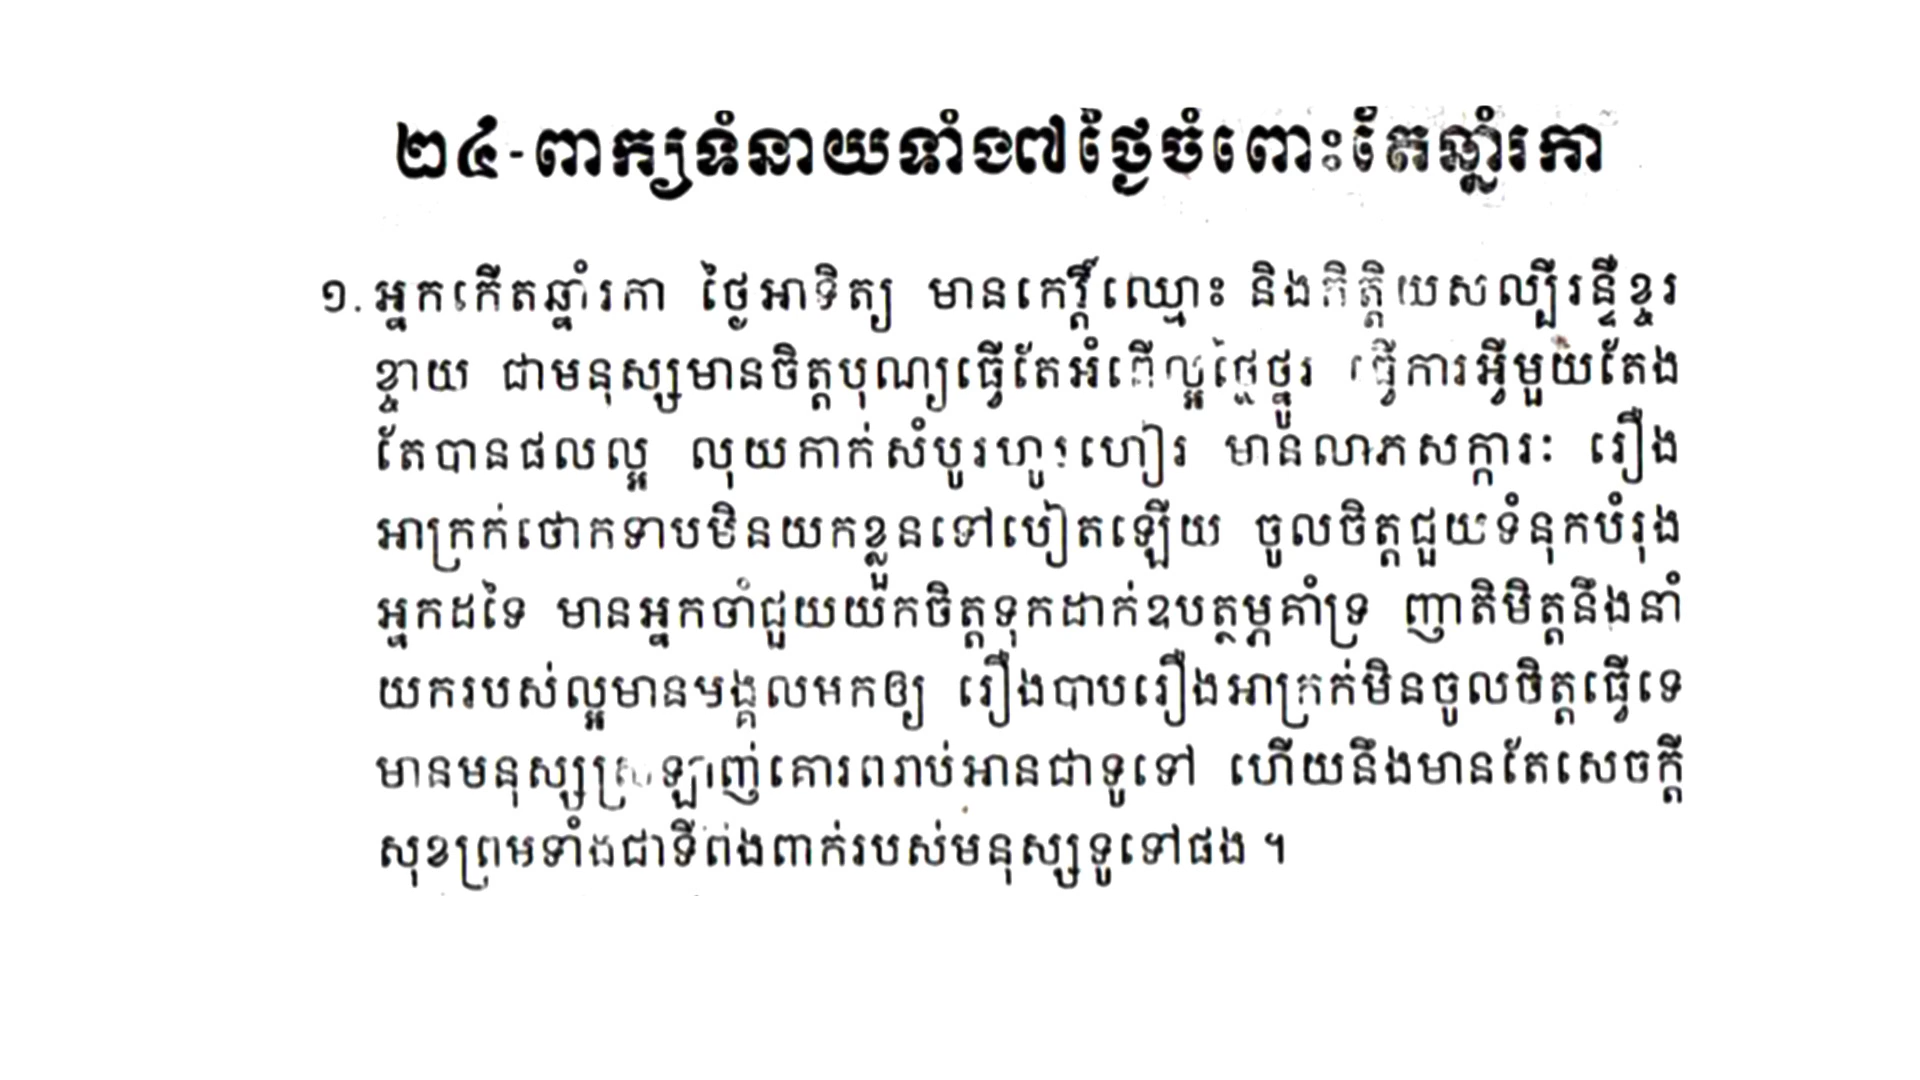 ២៤-ពាក្យទំនាយទាំង៧ថ្ងៃចំពោះតែឆ្នាំរកា
១. អ្នកកើតឆ្នាំរកា ថ្ងៃអាទិត្យ មានកេរ្តិ៍ឈ្មោះ និងកិត្តិយសល្បីរន្ទឺខ្ចរ
ខ្ចាយ ជាមនុស្សមានចិត្តបុណ្យធ្វើតែអំពើល្អថ្លៃថ្នូរ ធ្វើការអ្វីមួយតែង
តែបានផលល្អ លុយកាក់សំបូរហូរហៀរ មានលាភសក្ការៈ រឿង
អាក្រក់ថោកទាបមិនយកខ្លួនទៅបៀតឡើយ ចូលចិត្តជួយទំនុកបំរុង
អ្នកដទៃ មានអ្នកចាំជួយយកចិត្តទុកដាក់ឧបត្ថម្ភគាំទ្រ ញាតិមិត្តនឹងនាំ
យករបស់ល្អមានមង្គលមកឲ្យ រឿងបាបរឿងអាក្រក់មិនចូលចិត្តធ្វើទេ
មានមនុស្សស្រឡាញ់គោរពរាប់អានជាទូទៅ ហើយនឹងមានតែសេចក្តី
សុខព្រមទាំងជាទីពឹងពាក់របស់មនុស្សទូទៅផង ។